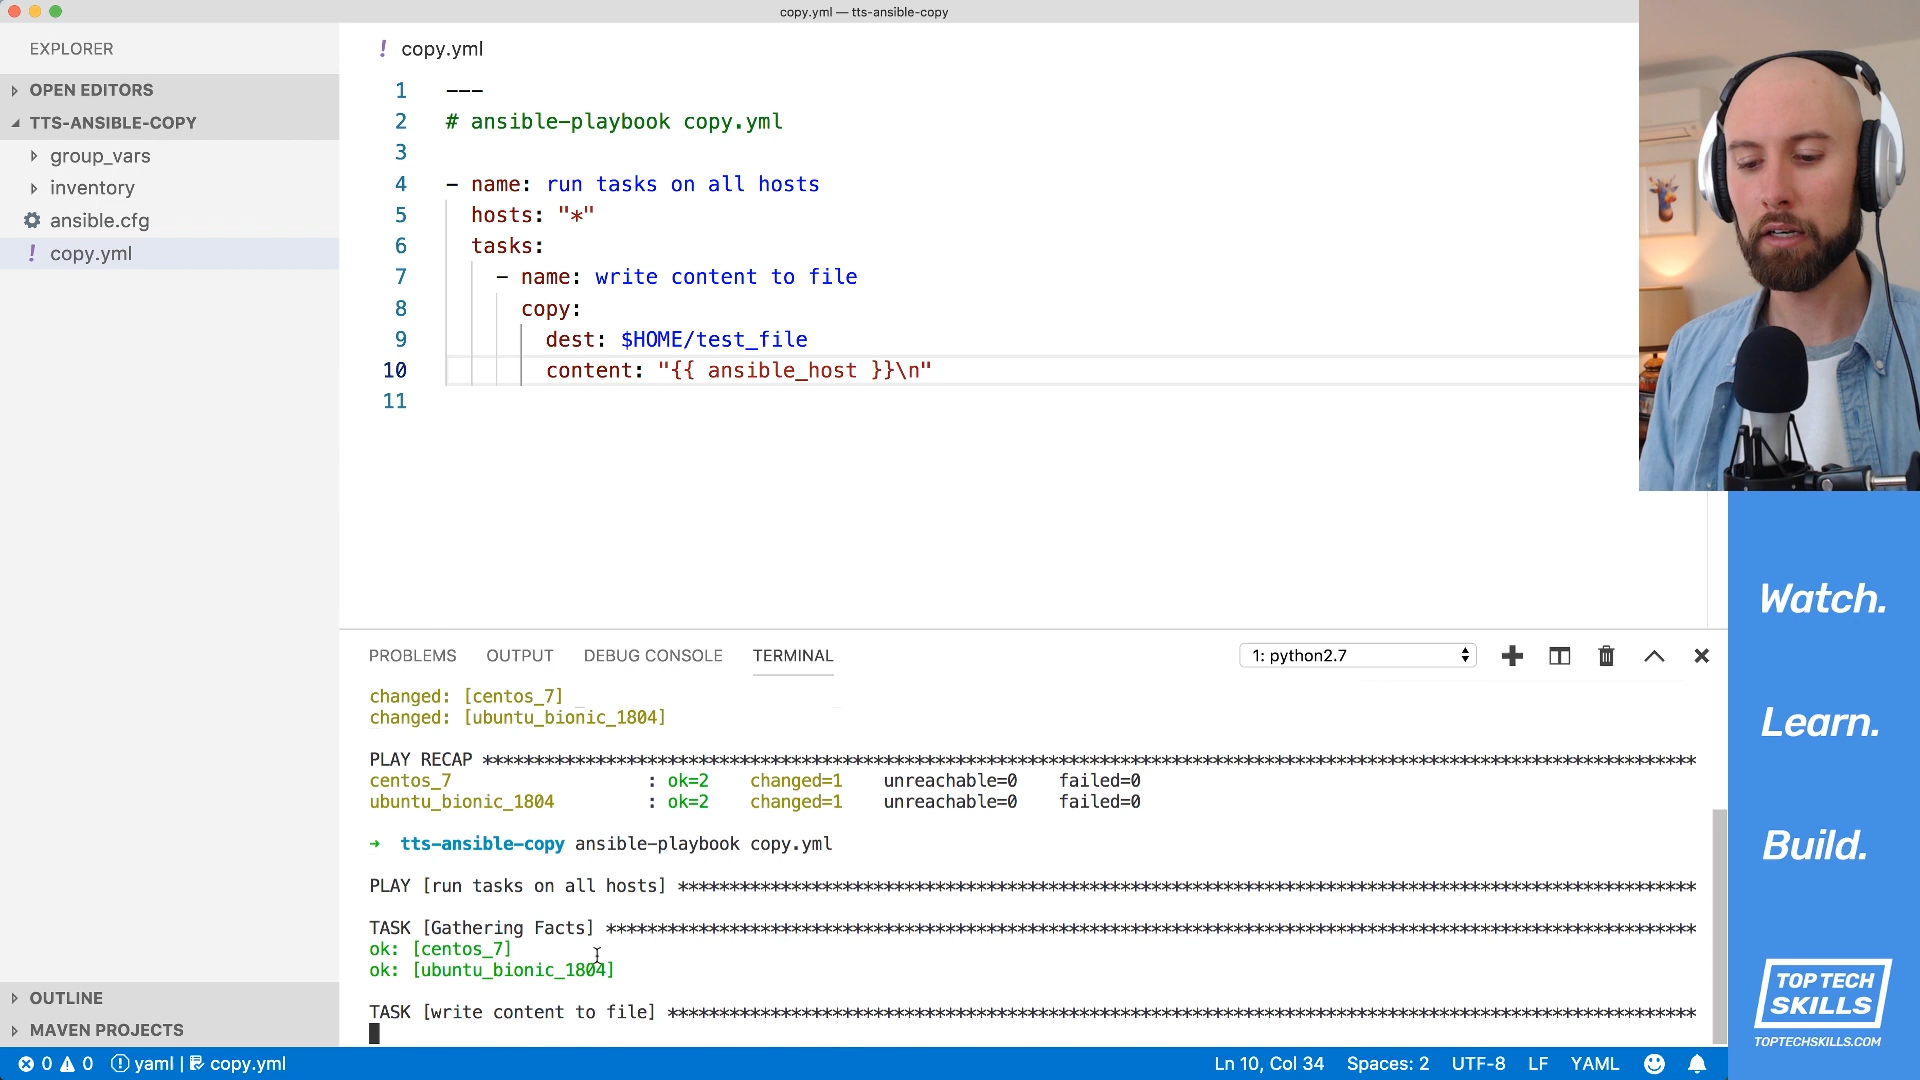 copy.yml — tts-ansible-copy
EXPLORER
OPEN EDITORS
TTS-ANSIBLE-COPY
group_vars
inventory
ansible.cfg
! copy.yml
OUTLINE
MAVEN PROJECTS
! copy.yml
1 ---
2 # ansible-playbook copy.yml
3
4 - name: run tasks on all hosts
5 hosts: "*"
6 tasks:
7 - name: write content to file
8 copy:
9 dest: $HOME/test_file
10 content: "{{ ansible_host }}\n"
11
PROBLEMS OUTPUT DEBUG CONSOLE TERMINAL 1: python2.7
changed: [centos_7]
changed: [ubuntu_bionic_1804]
PLAY RECAP *********************************************************************************************************************
centos_7 : ok=2 changed=1 unreachable=0 failed=0
ubuntu_bionic_1804 : ok=2 changed=1 unreachable=0 failed=0
→ tts-ansible-copy ansible-playbook copy.yml
PLAY [run tasks on all hosts] **************************************************************************************************
TASK [Gathering Facts] *********************************************************************************************************
ok: [centos_7]
ok: [ubuntu_bionic_1804]
TASK [write content to file] ***************************************************************************************************
0 0 yaml | copy.yml Ln 10, Col 34 Spaces: 2 UTF-8 LF YAML
Watch.
Learn.
Build.
TOP TECH
SKILLS
TOPTECHSKILLS.COM